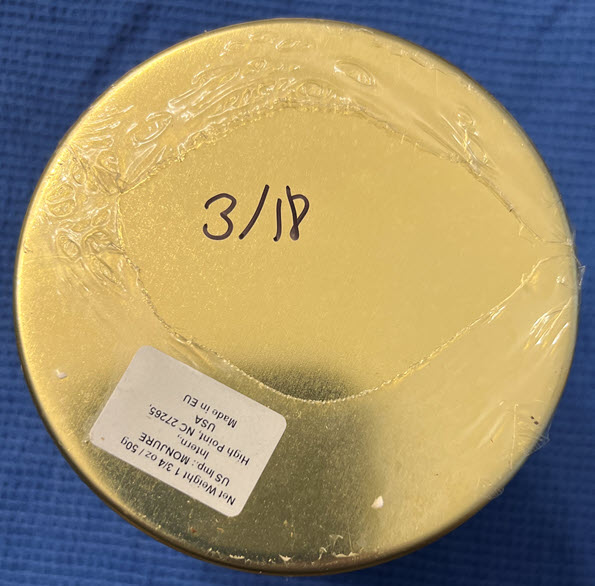 3/18
Net Weight 1 3/4 oz / 50g
US Imp.: MONJURE
Intern.,
High Point, NC 27265,
USA
Made in EU